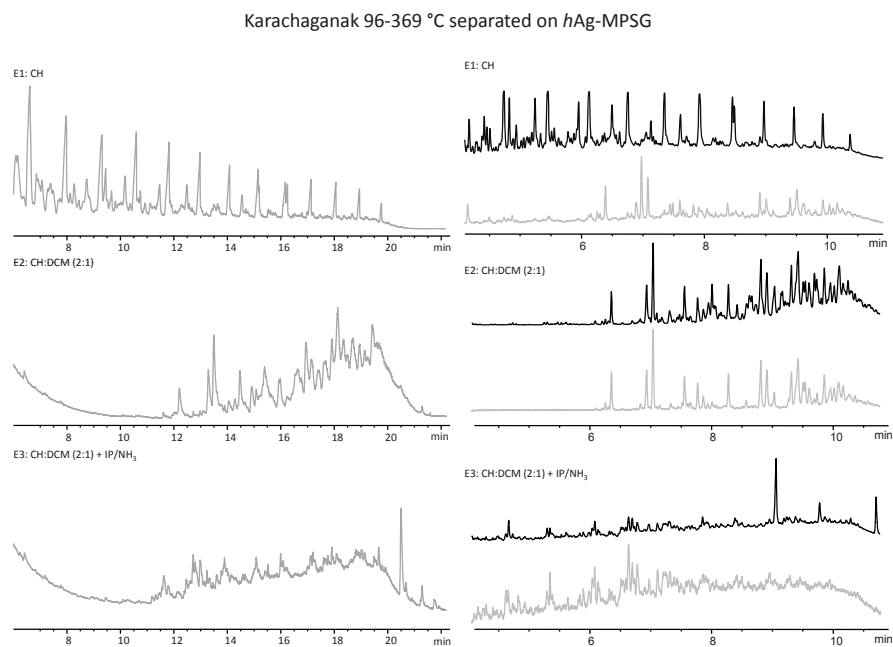 Karachaganak 96-369 °C separated on hAg-MPSG
E1: CH
8 10 12 14 16 18 20 min
E2: CH:DCM (2:1)
8 10 12 14 16 18 20 min
E3: CH:DCM (2:1) + IP/NH₃
8 10 12 14 16 18 20 min
E1: CH
6 8 10 min
E2: CH:DCM (2:1)
6 8 10 min
E3: CH:DCM (2:1) + IP/NH₃
6 8 10 min